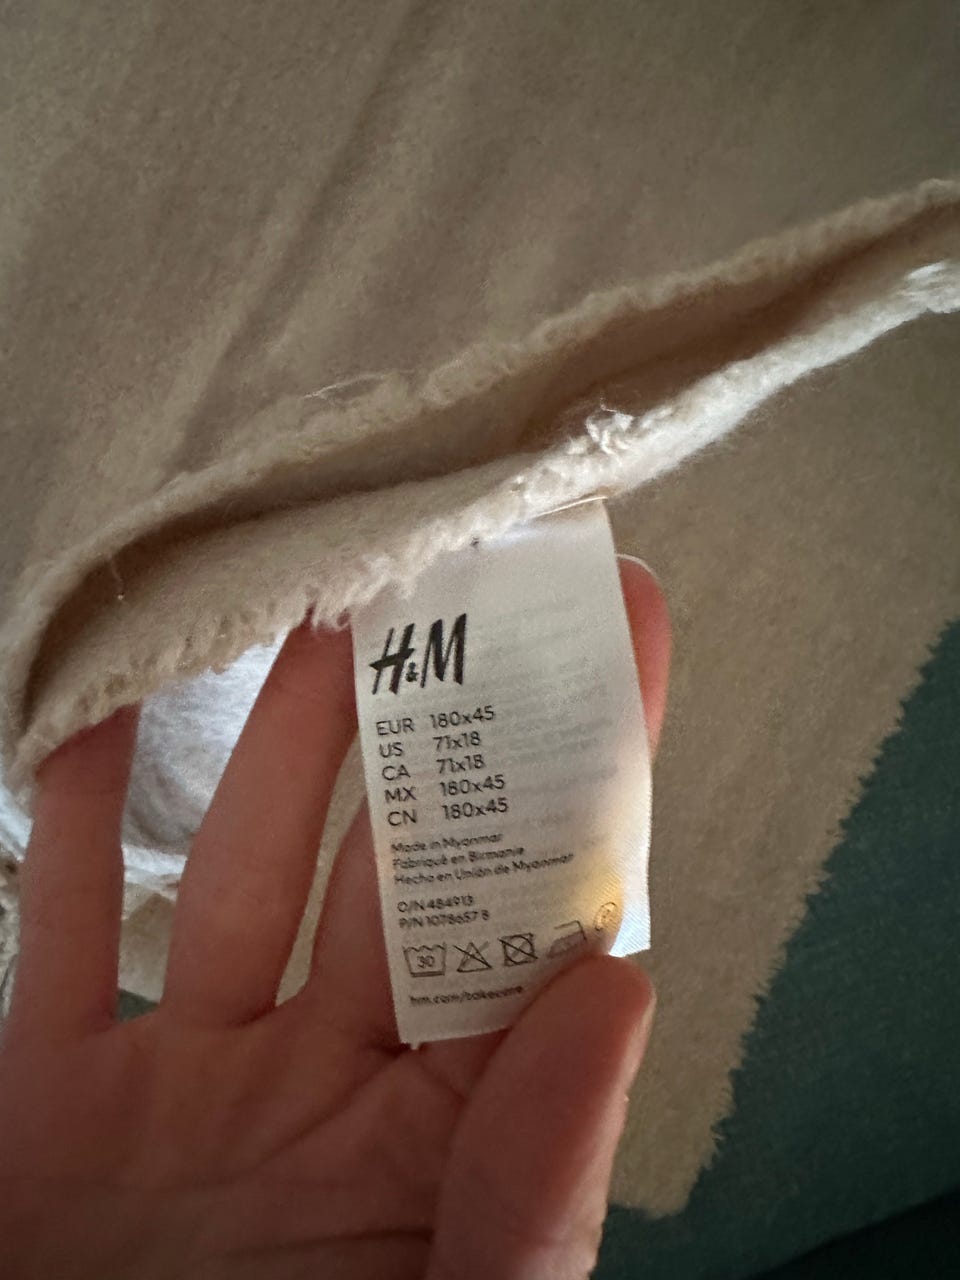 H&M
EUR 180x45
US 71x18
CA 71x18
MX 180x45
CN 180x45
Made in Myanmar
Fabriqué en Birmanie
Hecho en Unión de Myanmar
O/N 484913
P/N 1078657 8
30
hm.com/takecare